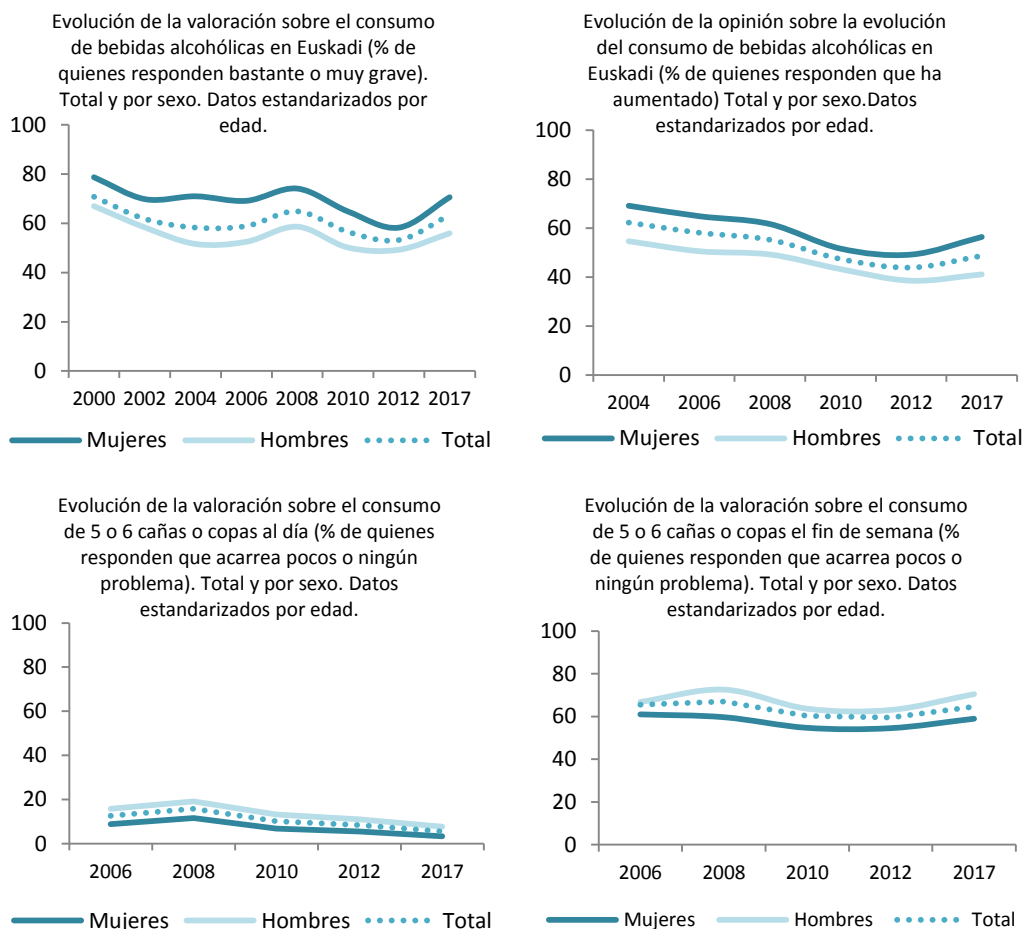 Evolución de la valoración sobre el consumo
de bebidas alcohólicas en Euskadi (% de
quienes responden bastante o muy grave).
Total y por sexo. Datos estandarizados por
edad.
100
80
60
40
20
0
2000 2002 2004 2006 2008 2010 2012 2017
Mujeres Hombres Total
Evolución de la opinión sobre la evolución
del consumo de bebidas alcohólicas en
Euskadi (% de quienes responden que ha
aumentado) Total y por sexo.Datos
estandarizados por edad.
100
80
60
40
20
0
2004 2006 2008 2010 2012 2017
Mujeres Hombres Total
Evolución de la valoración sobre el consumo
de 5 o 6 cañas o copas al día (% de quienes
responden que acarrea pocos o ningún
problema). Total y por sexo. Datos
estandarizados por edad.
100
80
60
40
20
0
2006 2008 2010 2012 2017
Mujeres Hombres Total
Evolución de la valoración sobre el consumo
de 5 o 6 cañas o copas el fin de semana (%
de quienes responden que acarrea pocos o
ningún problema). Total y por sexo. Datos
estandarizados por edad.
100
80
60
40
20
0
2006 2008 2010 2012 2017
Mujeres Hombres Total